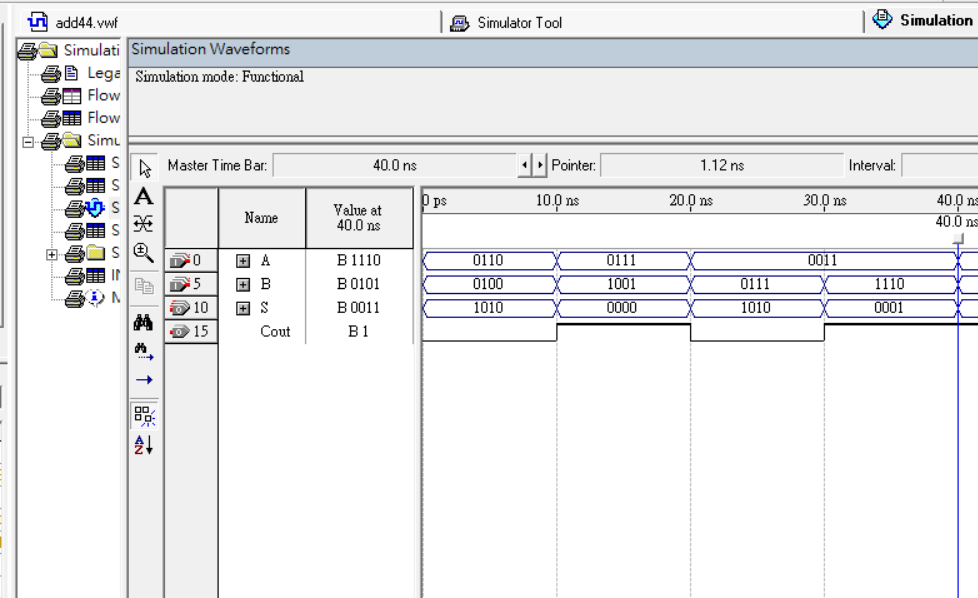 add44.vwf
Simulator Tool
Simulation
Simulati
Simulation Waveforms
Lega
Simulation mode: Functional
Flow
Flow
Simu
S
Master Time Bar: 40.0 ns Pointer: 1.12 ns Interval:
S
A
S
Name Value at 40.0 ns 0 ps 10.0 ns 20.0 ns 30.0 ns 40.0 ns
40.0 ns
S
S
0 A B 1110 0110 0111 0011
5 B B 0101 0100 1001 0111 1110
N
10 S B 0011 1010 0000 1010 0001
15 Cout B 1
A
Z